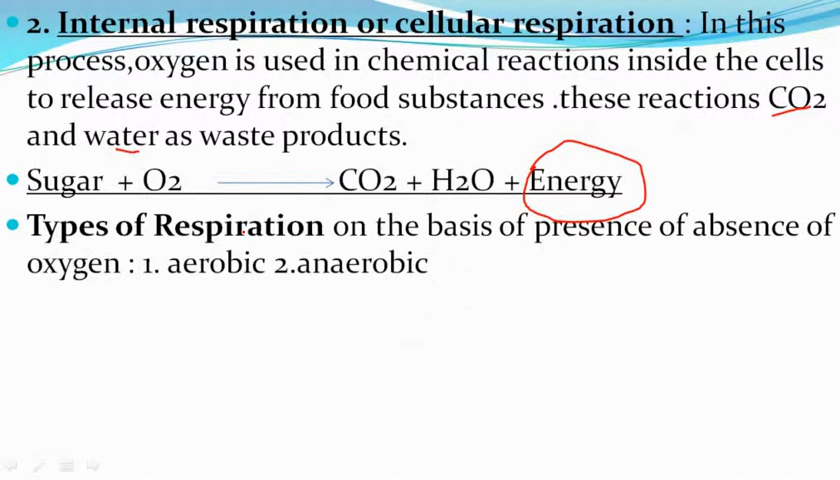 2. Internal respiration or cellular respiration : In this
process,oxygen is used in chemical reactions inside the cells
to release energy from food substances .these reactions CO2
and water as waste products.
Sugar + O2 → CO2 + H2O + Energy
Types of Respiration on the basis of presence of absence of
oxygen : 1. aerobic 2.anaerobic